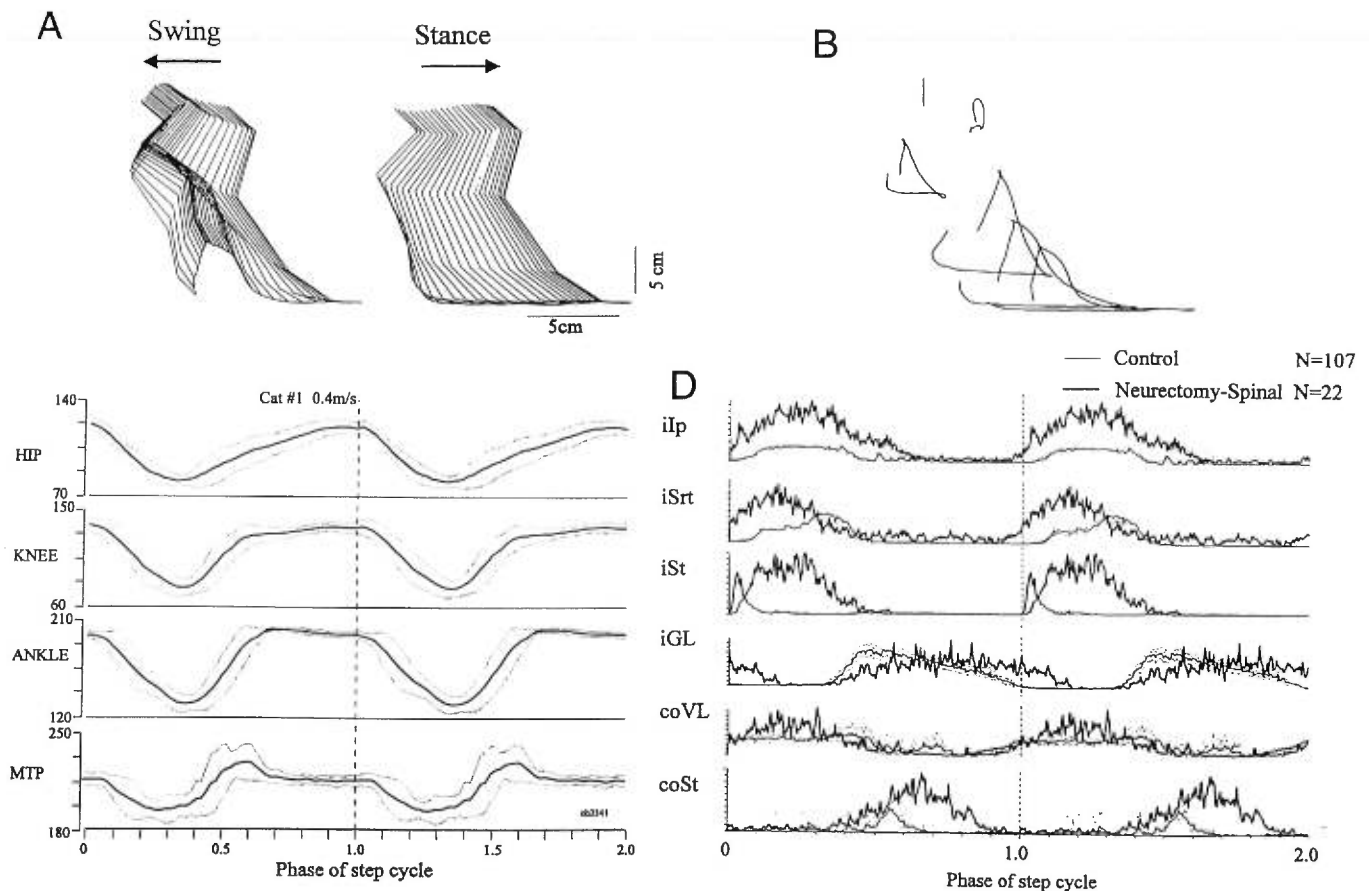 A
Swing
Stance
5 cm
5cm
B
Cat #1 0.4m/s
140
HIP
70
150
KNEE
60
210
ANKLE
120
250
MTP
180
0 0.5 1.0 1.5 2.0
Phase of step cycle
D
Control N=107
Neurectomy-Spinal N=22
iIp
iSrt
iSt
iGL
coVL
coSt
0 1.0 2.0
Phase of step cycle